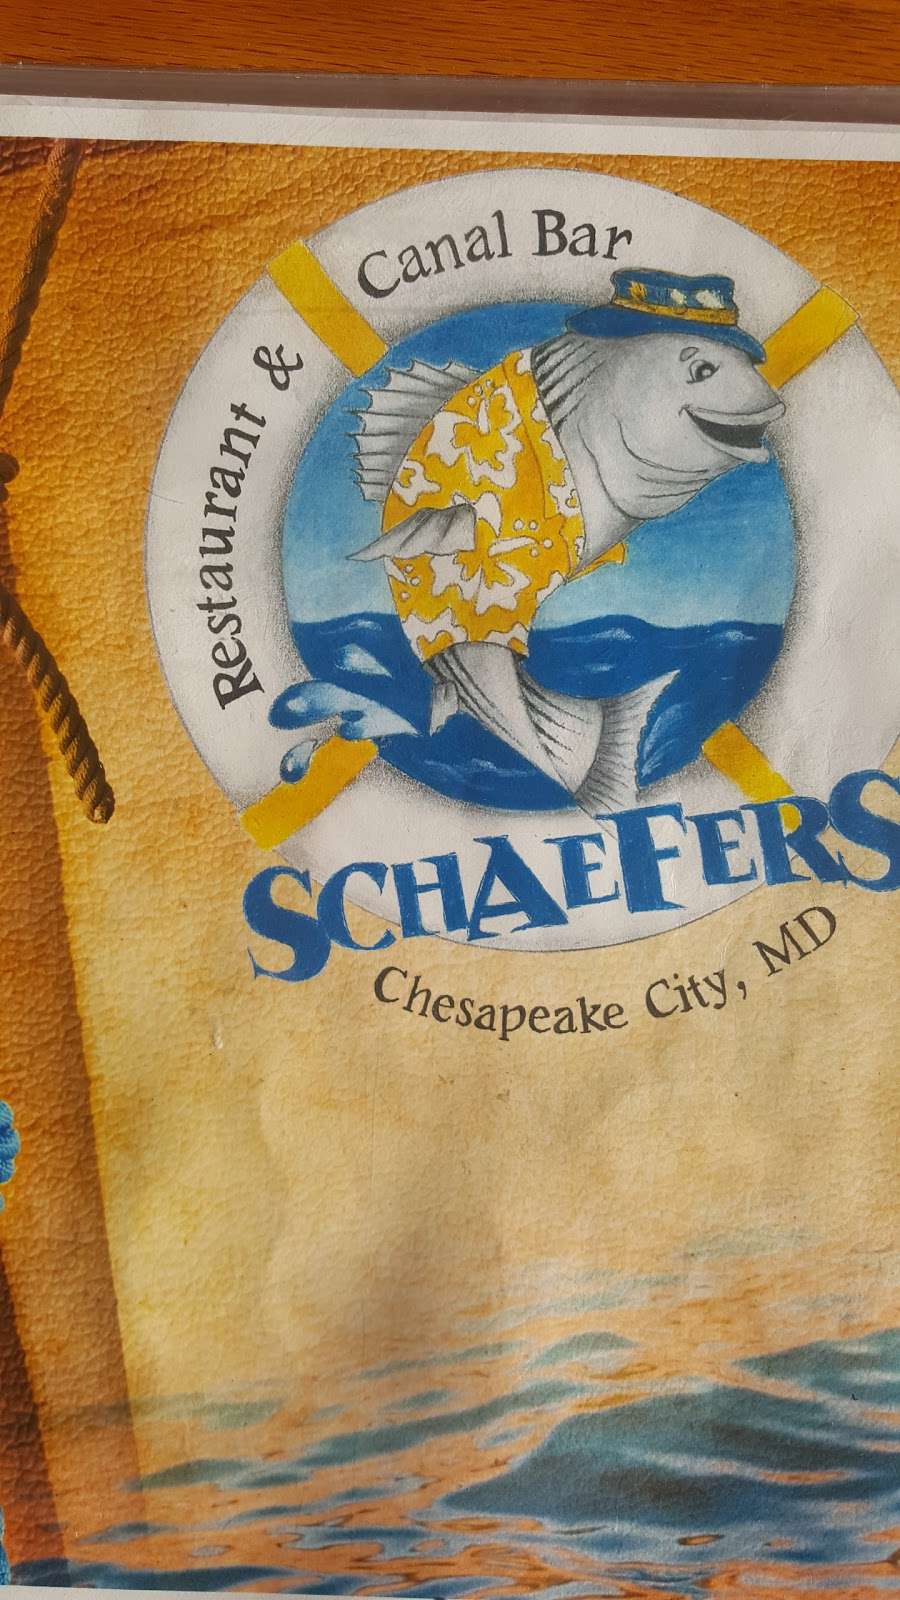 Restaurant & Canal Bar
SCHAEFERS
Chesapeake City, MD